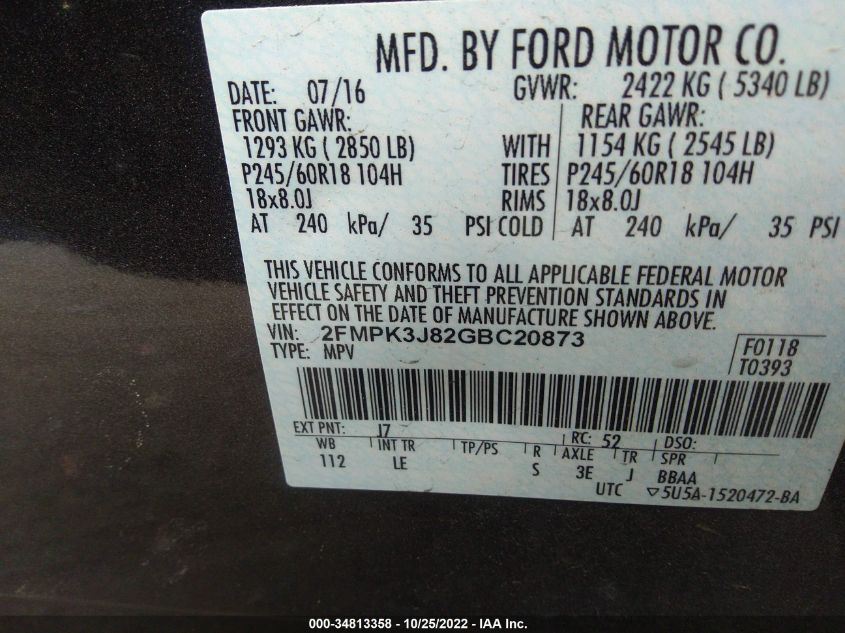 MFD. BY FORD MOTOR CO.
DATE: 07/16 GVWR: 2422 KG ( 5340 LB)
FRONT GAWR: REAR GAWR:
1293 KG ( 2850 LB) WITH 1154 KG ( 2545 LB)
P245/60R18 104H TIRES P245/60R18 104H
18x8.0J RIMS 18x8.0J
AT 240 kPa/ 35 PSI COLD AT 240 kPa/ 35 PSI
THIS VEHICLE CONFORMS TO ALL APPLICABLE FEDERAL MOTOR
VEHICLE SAFETY AND THEFT PREVENTION STANDARDS IN
EFFECT ON THE DATE OF MANUFACTURE SHOWN ABOVE.
VIN: 2FMPK3J82GBC20873 F0118
TYPE: MPV T0393
EXT PNT: J7 RC: 52 DSO:
WB INT TR TP/PS R AXLE TR SPR
112 LE S 3E J BBAA
UTC ▽5U5A-1520472-BA
000-34813358 - 10/25/2022 - IAA Inc.